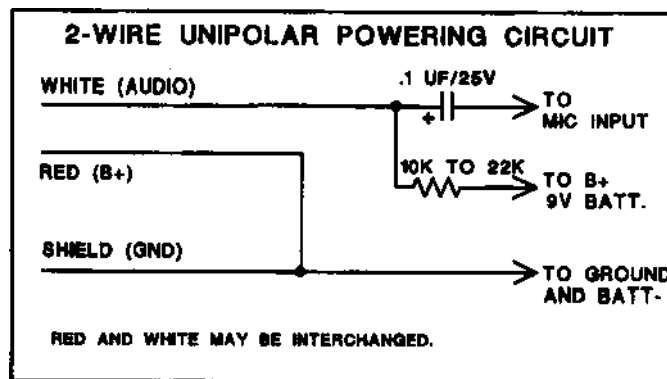 2-WIRE UNIPOLAR POWERING CIRCUIT
WHITE (AUDIO)
.1 UF/25V
+
TO
MIC INPUT
RED (B+)
10K TO 22K
TO B+
9V BATT.
SHIELD (GND)
TO GROUND
AND BATT-
RED AND WHITE MAY BE INTERCHANGED.